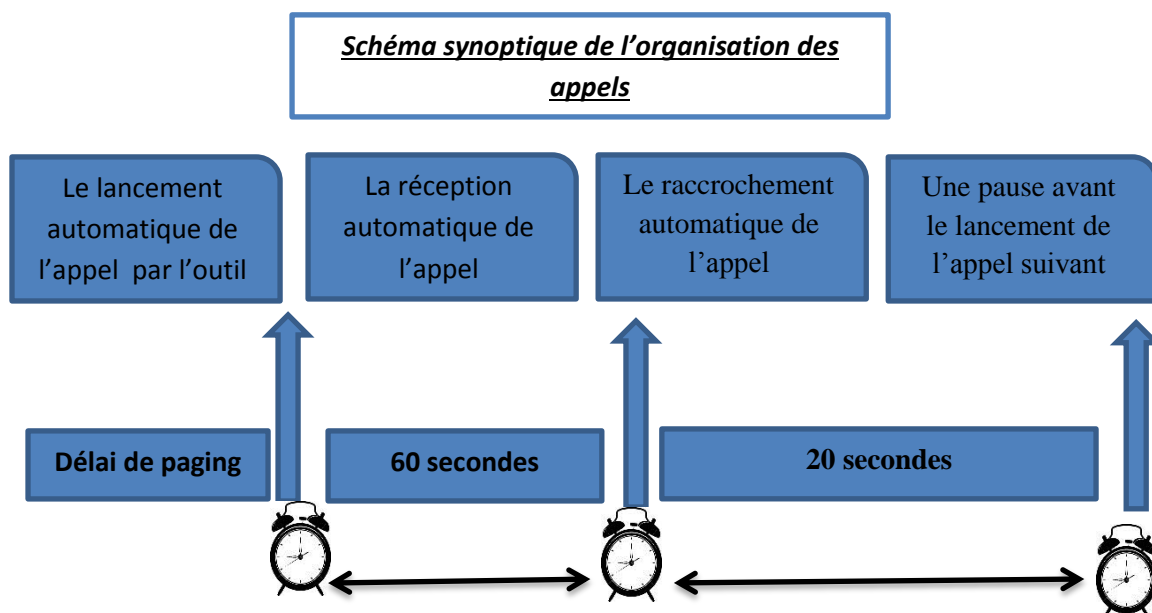 Schéma synoptique de l'organisation des
appels
Le lancement
automatique de
l'appel par l'outil
La réception
automatique de
l'appel
Le raccrochement
automatique de
l'appel
Une pause avant
le lancement de
l'appel suivant
Délai de paging
60 secondes
20 secondes